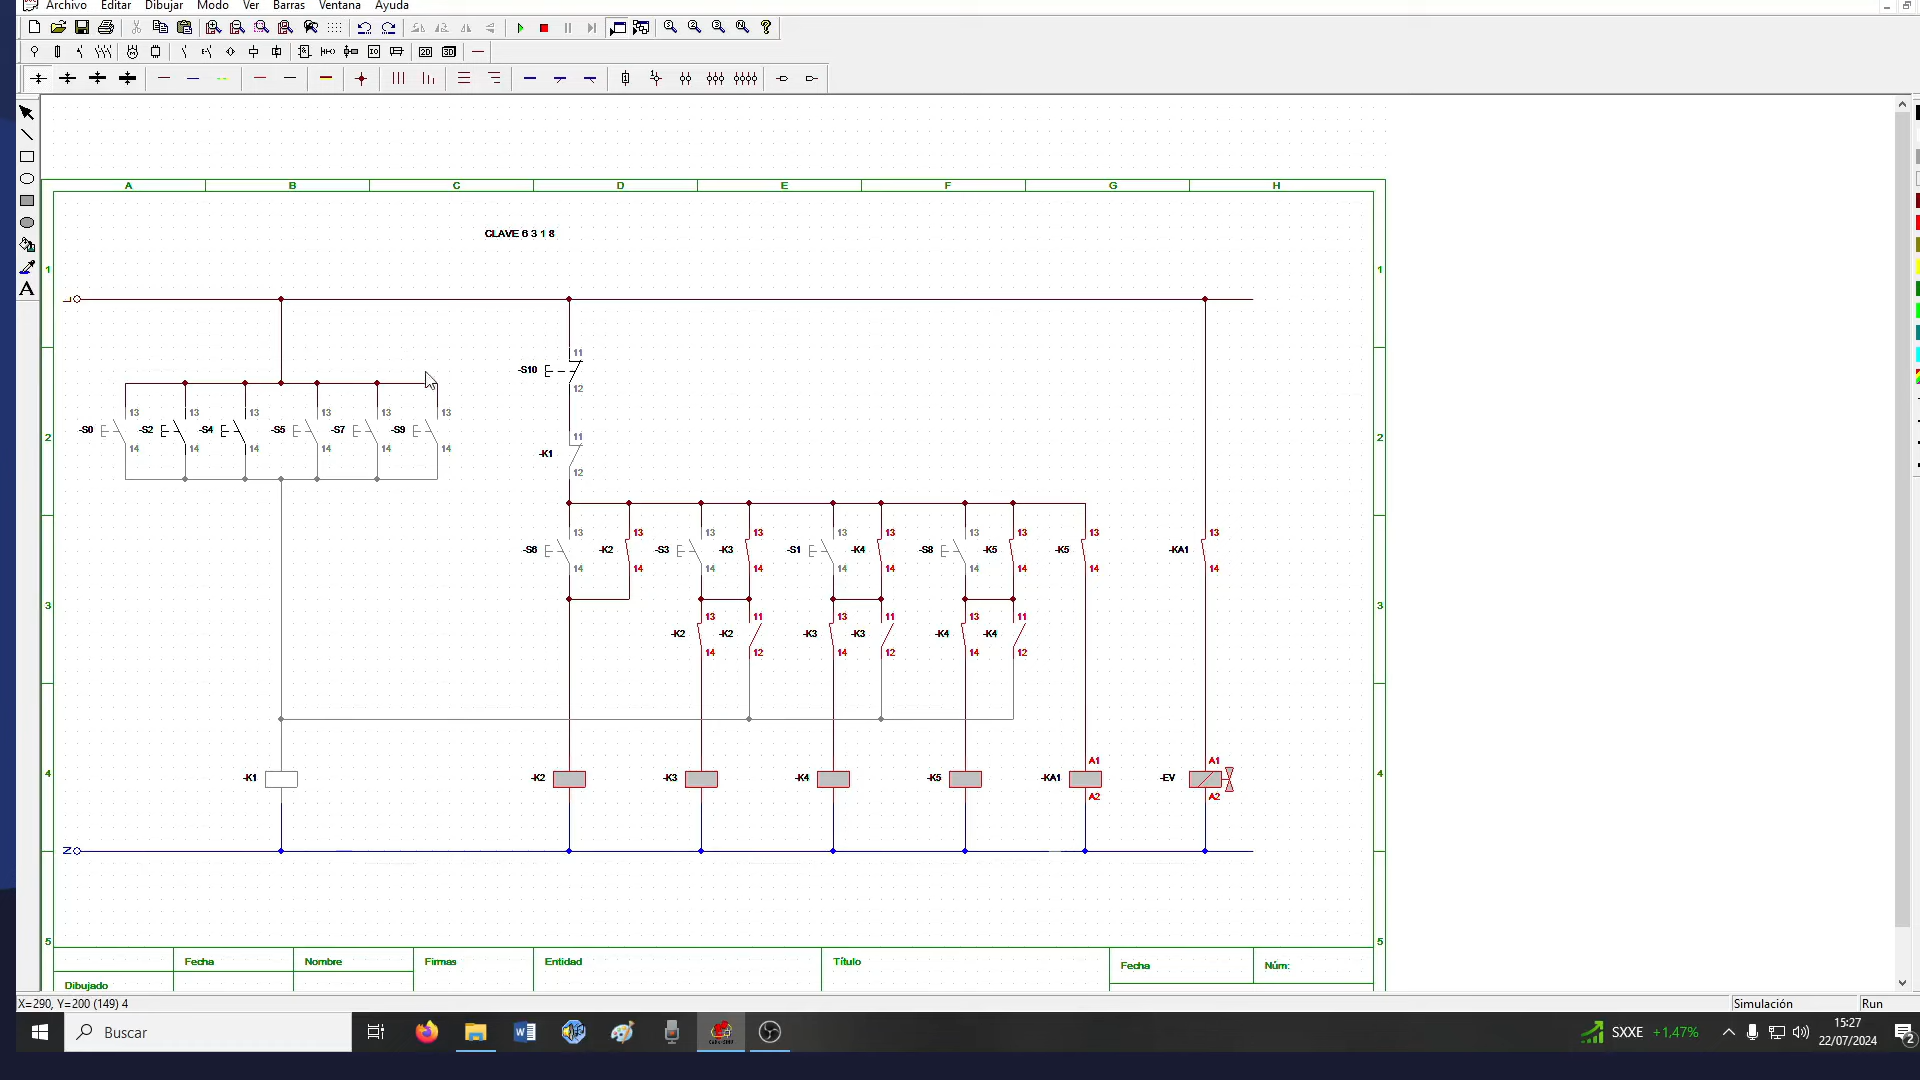 Archivo Editar Dibujar Modo Ver Barras Ventana Ayuda
A B C D E F G H
CLAVE 6 3 1 8
1 1
L
11
-S10
12
13 13 13 13 13 13
-S0 -S2 -S4 -S5 -S7 -S9
14 14 14 14 14 14
2 2
11
-K1
12
13 13 13 13 13 13 13 13 13 13
-S6 -K2 -S3 -K3 -S1 -K4 -S8 -K5 -K5 -KA1
14 14 14 14 14 14 14 14 14 14
3 3
13 11 13 11 13 11
-K2 -K2 -K3 -K3 -K4 -K4
14 12 14 12 14 12
A1 A1
4 -K1 -K2 -K3 -K4 -K5 -KA1 -EV 4
A2 A2
N
5 5
Fecha Nombre Firmas Entidad Título Fecha Núm:
Dibujado
X=290, Y=200 (149) 4 Simulación Run
Buscar
SXXE +1,47%
15:27
22/07/2024
2